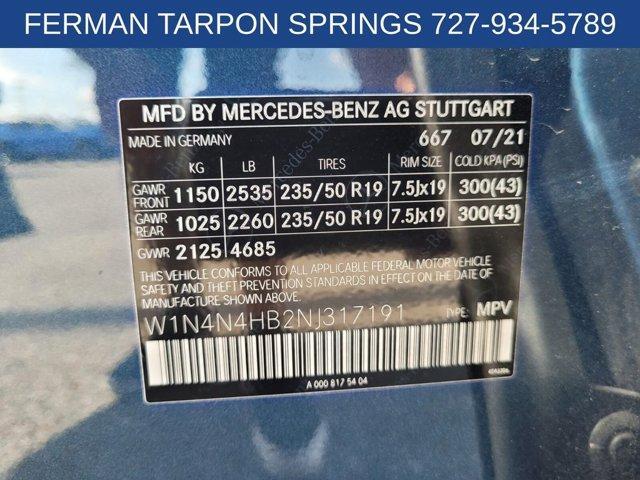 FERMAN TARPON SPRINGS 727-934-5789
MFD BY MERCEDES-BENZ AG STUTTGART
MADE IN GERMANY 667 07/21
KG LB TIRES RIM SIZE COLD KPA (PSI)
GAWR FRONT 1150 2535 235/50 R19 7.5Jx19 300(43)
GAWR REAR 1025 2260 235/50 R19 7.5Jx19 300(43)
GVWR 2125 4685
THIS VEHICLE CONFORMS TO ALL APPLICABLE FEDERAL MOTOR VEHICLE
SAFETY AND THEFT PREVENTION STANDARDS IN EFFECT ON THE DATE
OF MANUFACTURE SHOWN ABOVE.
W1N4N4HB2NJ317191 TYPE: MPV
A 000 817 54 04